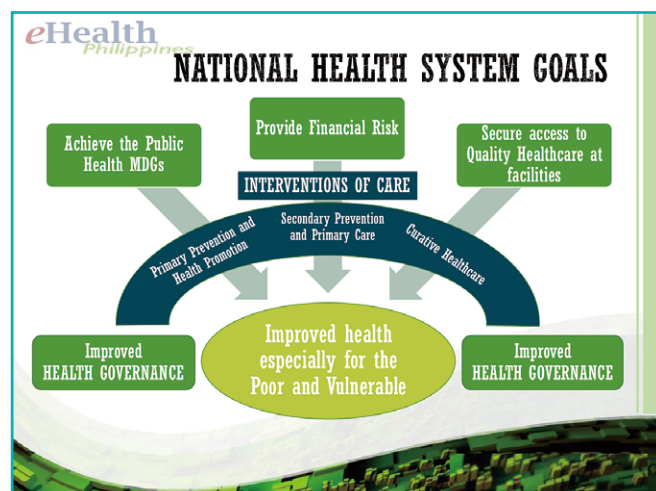 eHealth
Philippines
NATIONAL HEALTH SYSTEM GOALS
Achieve the Public
Health MDGs
Provide Financial Risk
Secure access to
Quality Healthcare at
facilities
INTERVENTIONS OF CARE
Primary Prevention and
Health Promotion
Secondary Prevention
and Primary Care
Curative Healthcare
Improved
HEALTH GOVERNANCE
Improved health
especially for the
Poor and Vulnerable
Improved
HEALTH GOVERNANCE